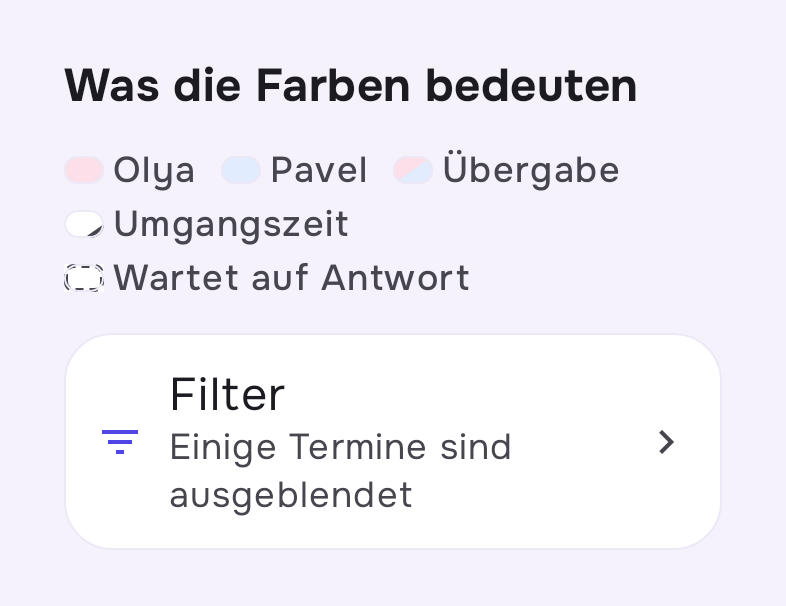 Was die Farben bedeuten
Olya Pavel Übergabe
Umgangszeit
Wartet auf Antwort
Filter
Einige Termine sind
ausgeblendet